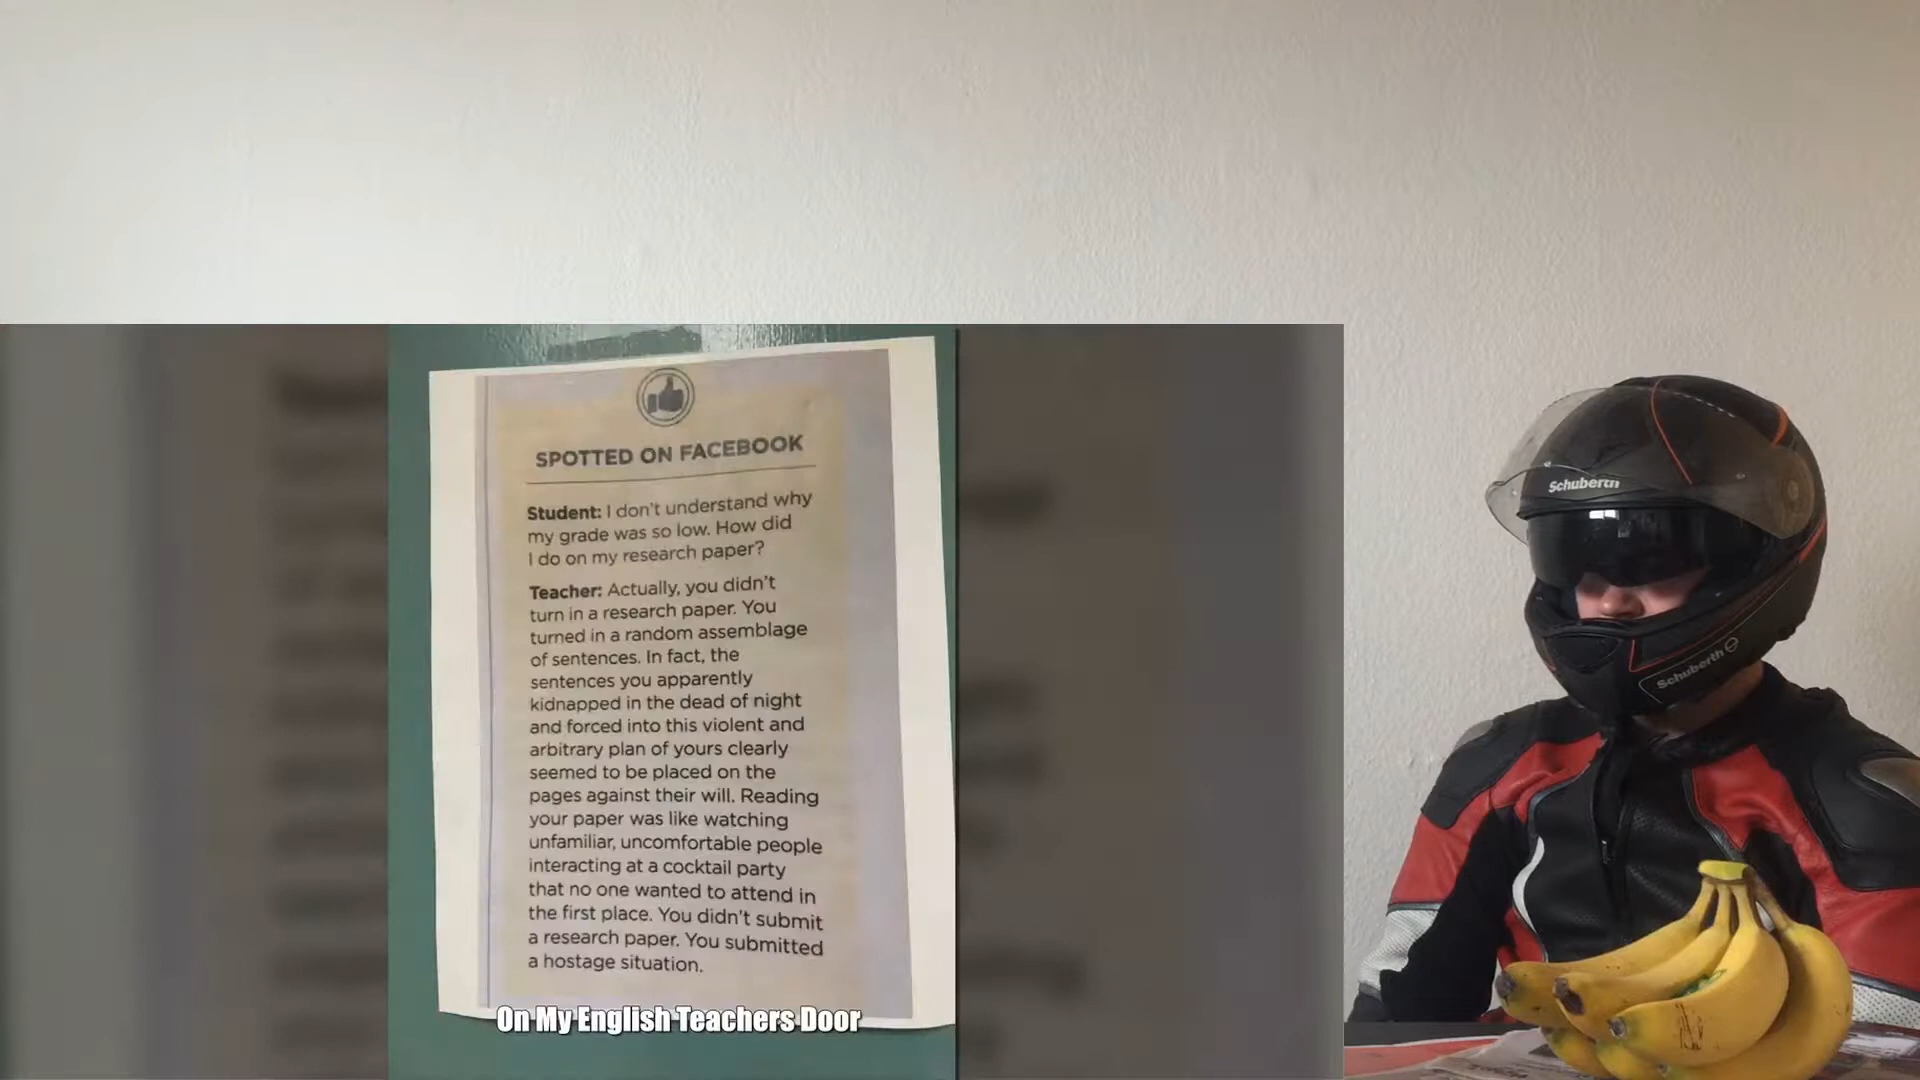 SPOTTED ON FACEBOOK
Student: I don't understand why
my grade was so low. How did
I do on my research paper?
Teacher: Actually, you didn't
turn in a research paper. You
turned in a random assemblage
of sentences. In fact, the
sentences you apparently
kidnapped in the dead of night
and forced into this violent and
arbitrary plan of yours clearly
seemed to be placed on the
pages against their will. Reading
your paper was like watching
unfamiliar, uncomfortable people
interacting at a cocktail party
that no one wanted to attend in
the first place. You didn't submit
a research paper. You submitted
a hostage situation.
On My English Teachers Door
Schuberth
Schuberth